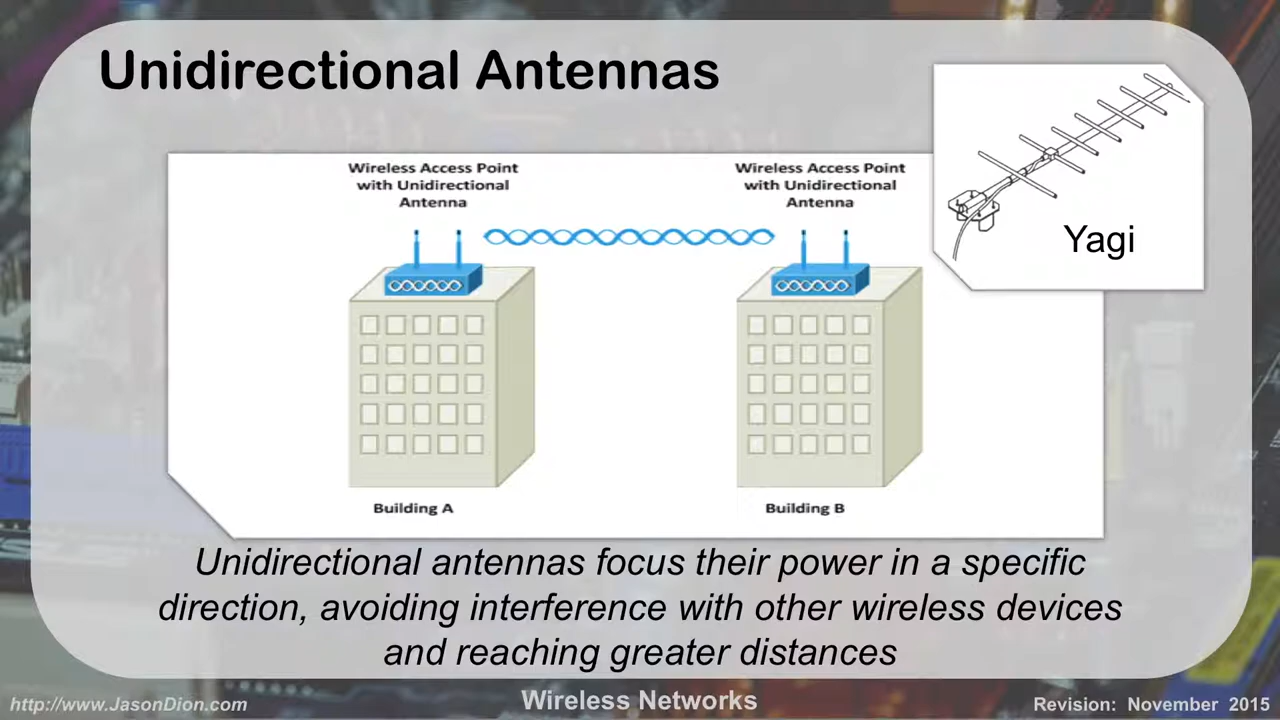 Unidirectional Antennas
Wireless Access Point
with Unidirectional
Antenna
Wireless Access Point
with Unidirectional
Antenna
Yagi
Building A
Building B
Unidirectional antennas focus their power in a specific
direction, avoiding interference with other wireless devices
and reaching greater distances
http://www.JasonDion.com
Wireless Networks
Revision: November 2015